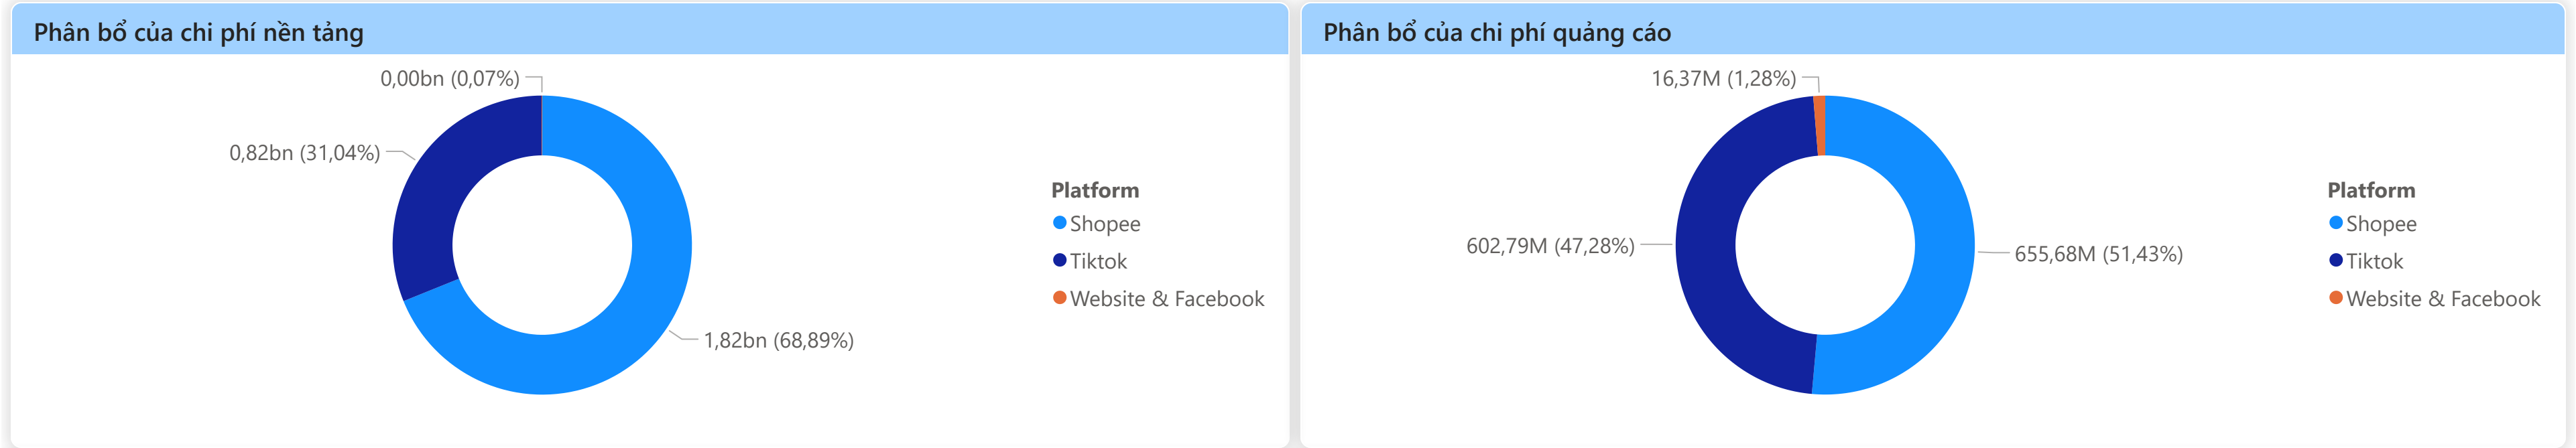 Phân bổ của chi phí nền tảng
0,00bn (0,07%)
0,82bn (31,04%)
1,82bn (68,89%)
Platform
Shopee
Tiktok
Website & Facebook
Phân bổ của chi phí quảng cáo
16,37M (1,28%)
602,79M (47,28%)
655,68M (51,43%)
Platform
Shopee
Tiktok
Website & Facebook